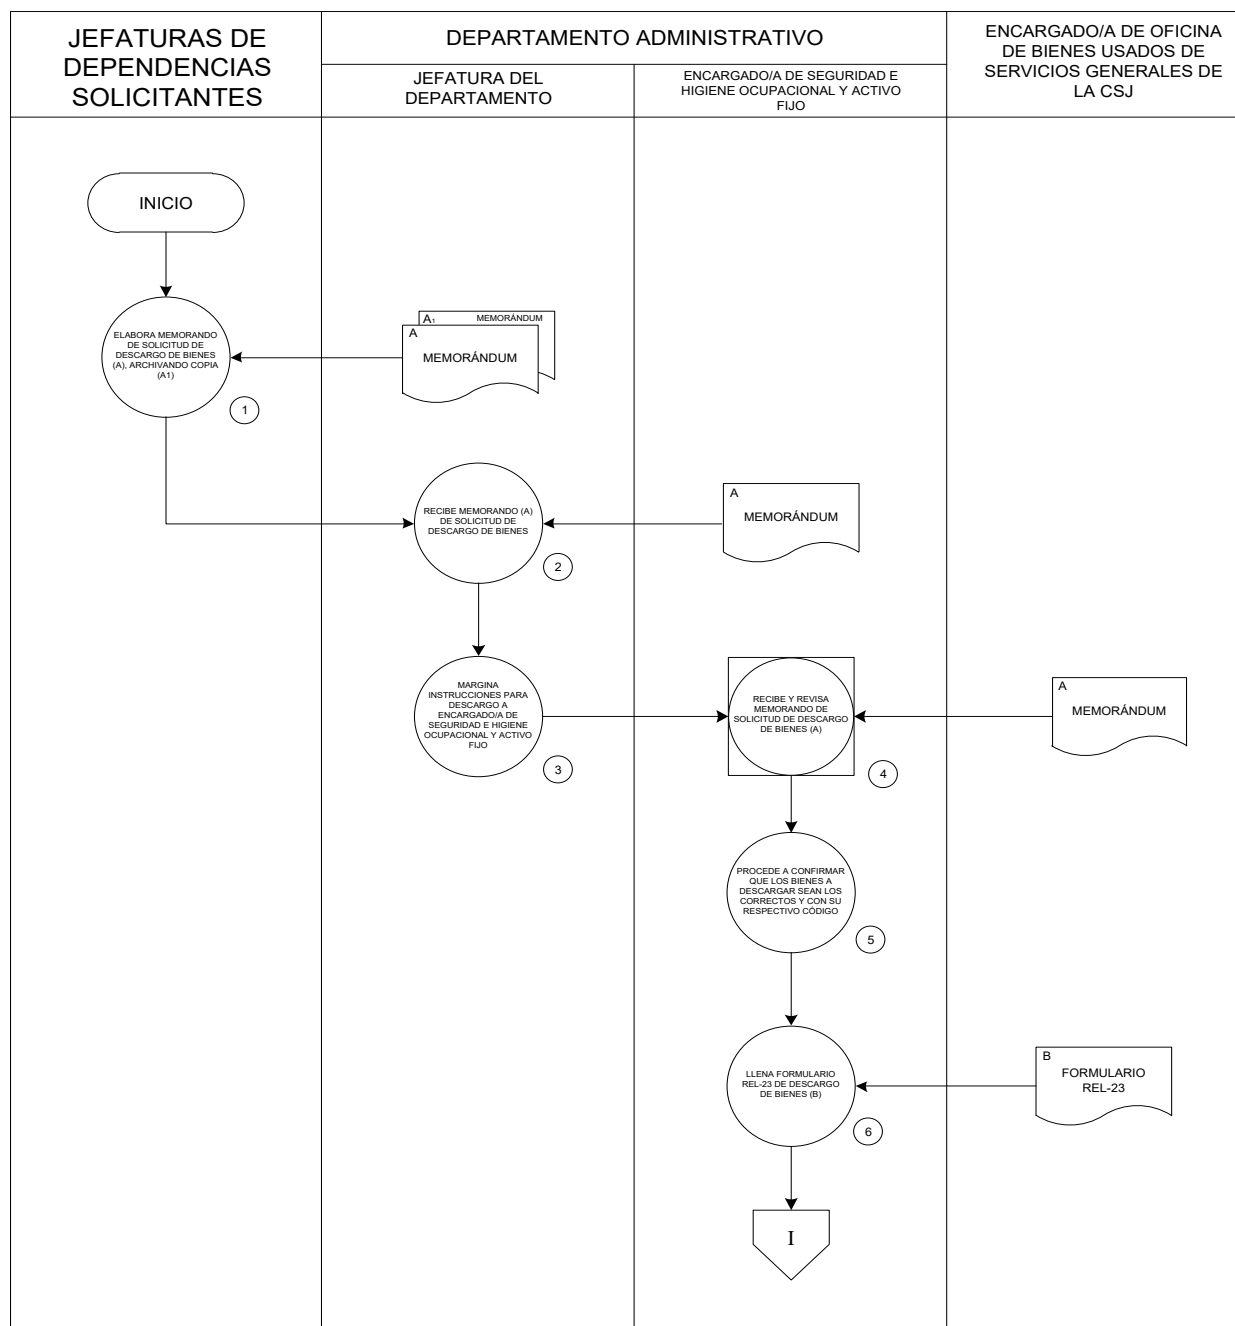 JEFATURAS DE
DEPENDENCIAS
SOLICITANTES
DEPARTAMENTO ADMINISTRATIVO
JEFATURA DEL
DEPARTAMENTO
ENCARGADO/A DE SEGURIDAD E
HIGIENE OCUPACIONAL Y ACTIVO
FIJO
ENCARGADO/A DE OFICINA
DE BIENES USADOS DE
SERVICIOS GENERALES DE
LA CSJ
INICIO
ELABORA MEMORANDO
DE SOLICITUD DE
DESCARGO DE BIENES
(A), ARCHIVANDO COPIA
(A1)
1
A1 MEMORÁNDUM
A
MEMORÁNDUM
RECIBE MEMORANDO (A)
DE SOLICITUD DE
DESCARGO DE BIENES
2
A
MEMORÁNDUM
MARGINA
INSTRUCCIONES PARA
DESCARGO A
ENCARGADO/A DE
SEGURIDAD E HIGIENE
OCUPACIONAL Y ACTIVO
FIJO
3
RECIBE Y REVISA
MEMORANDO DE
SOLICITUD DE DESCARGO
DE BIENES (A)
4
A
MEMORÁNDUM
PROCEDE A CONFIRMAR
QUE LOS BIENES A
DESCARGAR SEAN LOS
CORRECTOS Y CON SU
RESPECTIVO CÓDIGO
5
LLENA FORMULARIO
REL-23 DE DESCARGO
DE BIENES (B)
6
B
FORMULARIO
REL-23
I